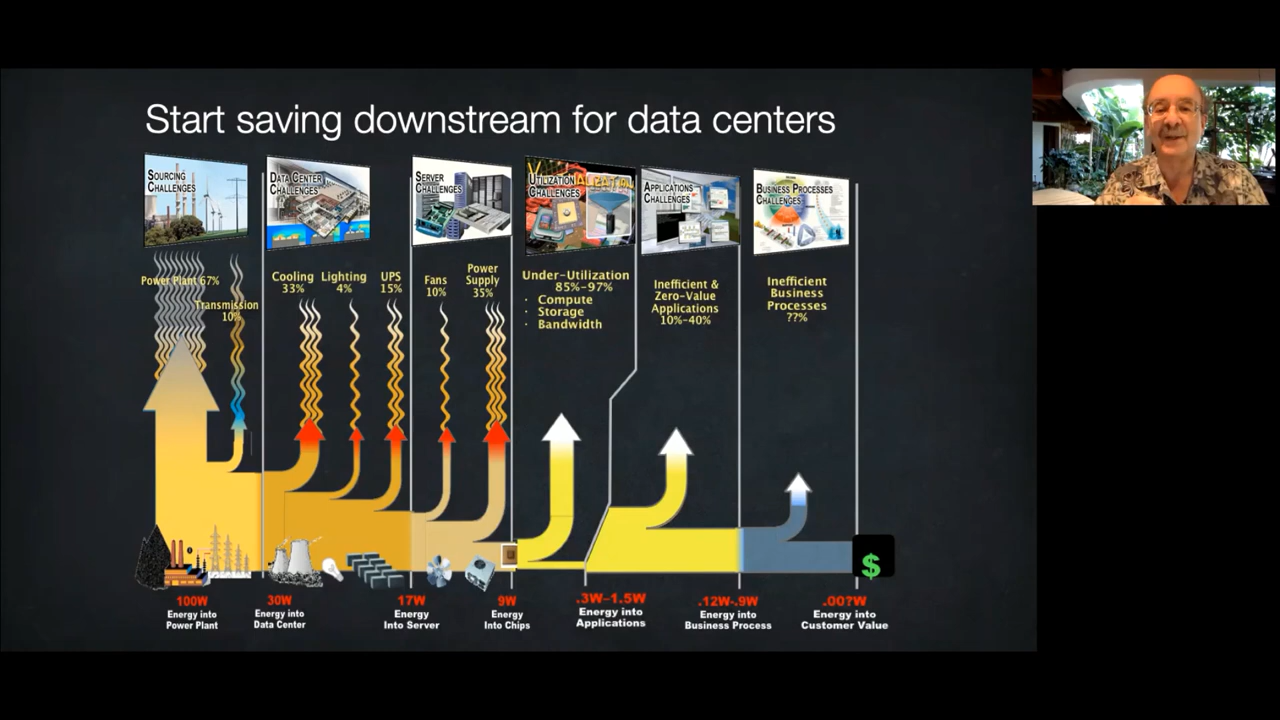 Start saving downstream for data centers
SOURCING
CHALLENGES
DATA CENTER
CHALLENGES
SERVER
CHALLENGES
UTILIZATION
CHALLENGES
APPLICATIONS
CHALLENGES
BUSINESS PROCESSES
CHALLENGES
Power Plant 67%
Transmission
10%
Cooling
33%
Lighting
4%
UPS
15%
Fans
10%
Power
Supply
35%
Under-Utilization
85%-97%
· Compute
· Storage
· Bandwidth
Inefficient &
Zero-Value
Applications
10%-40%
Inefficient
Business
Processes
??%
$
100W
Energy into
Power Plant
30W
Energy into
Data Center
17W
Energy
Into Server
9W
Energy
Into Chips
.3W-1.5W
Energy into
Applications
.12W-.9W
Energy into
Business Process
.00?W
Energy into
Customer Value